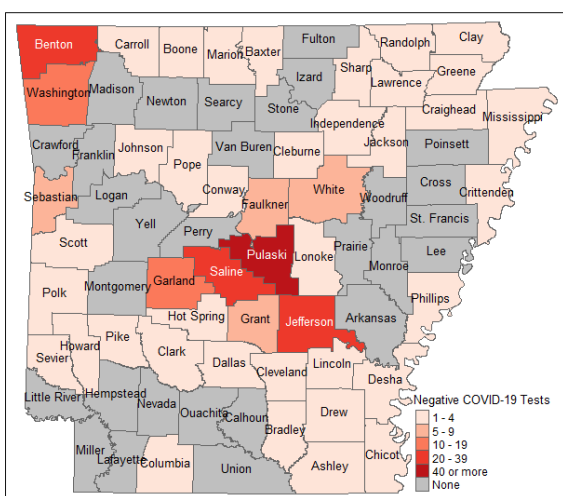 Benton
Carroll
Boone
Marion
Baxter
Fulton
Randolph
Clay
Sharp
Greene
Izard
Lawrence
Washington
Madison
Newton
Searcy
Stone
Craighead
Mississippi
Independence
Crawford
Franklin
Johnson
Van Buren
Cleburne
Jackson
Poinsett
Pope
Sebastian
Logan
Conway
Faulkner
White
Woodruff
Cross
Crittenden
St. Francis
Yell
Perry
Scott
Pulaski
Lonoke
Prairie
Lee
Saline
Monroe
Polk
Montgomery
Garland
Phillips
Hot Spring
Grant
Jefferson
Arkansas
Howard
Pike
Sevier
Clark
Dallas
Cleveland
Lincoln
Desha
Little River
Hempstead
Nevada
Ouachita
Calhoun
Bradley
Drew
Miller
Lafayette
Columbia
Union
Ashley
Chicot
Negative COVID-19 Tests
1 - 4
5 - 9
10 - 19
20 - 39
40 or more
None